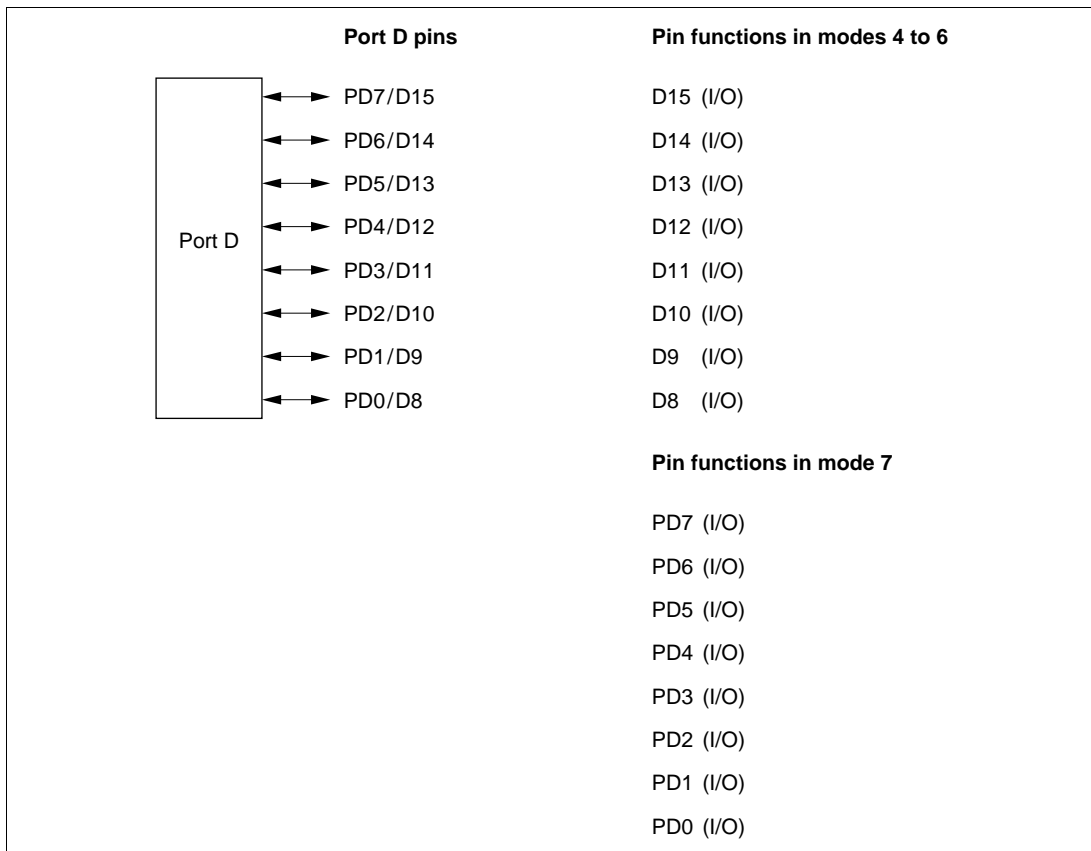 Port D pins Pin functions in modes 4 to 6
PD7/D15 D15 (I/O)
PD6/D14 D14 (I/O)
PD5/D13 D13 (I/O)
PD4/D12 D12 (I/O)
Port D
PD3/D11 D11 (I/O)
PD2/D10 D10 (I/O)
PD1/D9 D9 (I/O)
PD0/D8 D8 (I/O)
Pin functions in mode 7
PD7 (I/O)
PD6 (I/O)
PD5 (I/O)
PD4 (I/O)
PD3 (I/O)
PD2 (I/O)
PD1 (I/O)
PD0 (I/O)